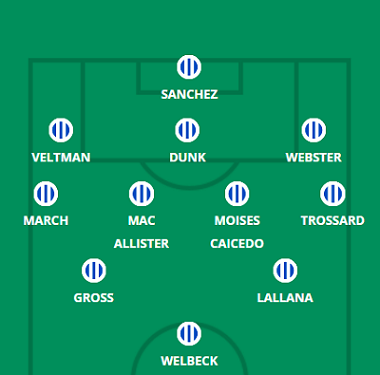 SANCHEZ
VELTMAN DUNK WEBSTER
MARCH MAC ALLISTER MOISES CAICEDO TROSSARD
GROSS LALLANA
WELBECK